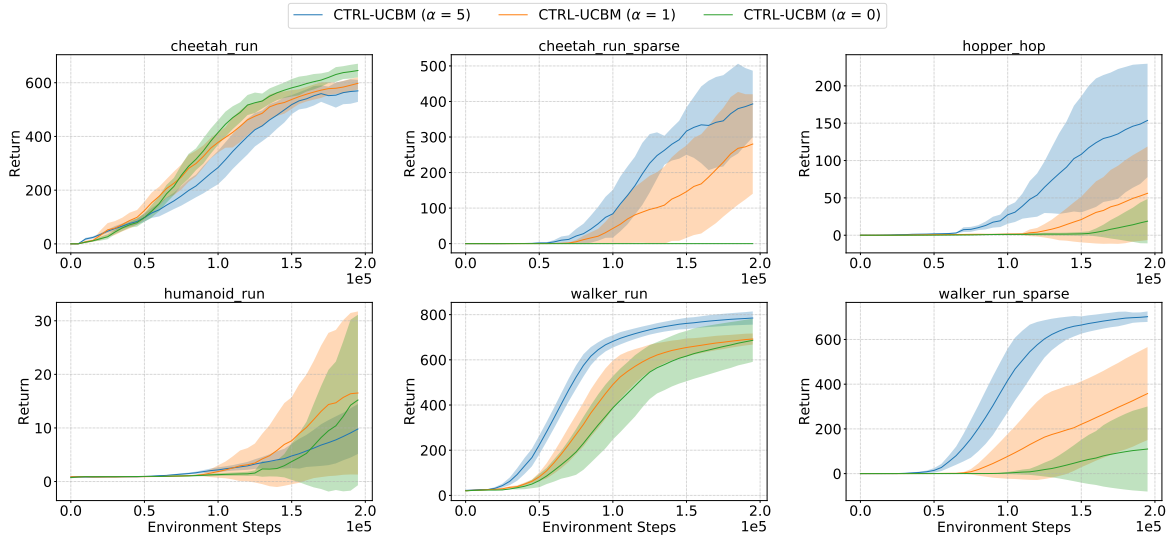 CTRL-UCBM (α = 5) CTRL-UCBM (α = 1) CTRL-UCBM (α = 0)
cheetah_run
Return
600
400
200
0
0.0 0.5 1.0 1.5 2.0
1e5
cheetah_run_sparse
Return
500
400
300
200
100
0
0.0 0.5 1.0 1.5 2.0
1e5
hopper_hop
Return
200
150
100
50
0
0.0 0.5 1.0 1.5 2.0
1e5
humanoid_run
Return
30
20
10
0
0.0 0.5 1.0 1.5 2.0
Environment Steps 1e5
walker_run
Return
800
600
400
200
0
0.0 0.5 1.0 1.5 2.0
Environment Steps 1e5
walker_run_sparse
Return
600
400
200
0
0.0 0.5 1.0 1.5 2.0
Environment Steps 1e5